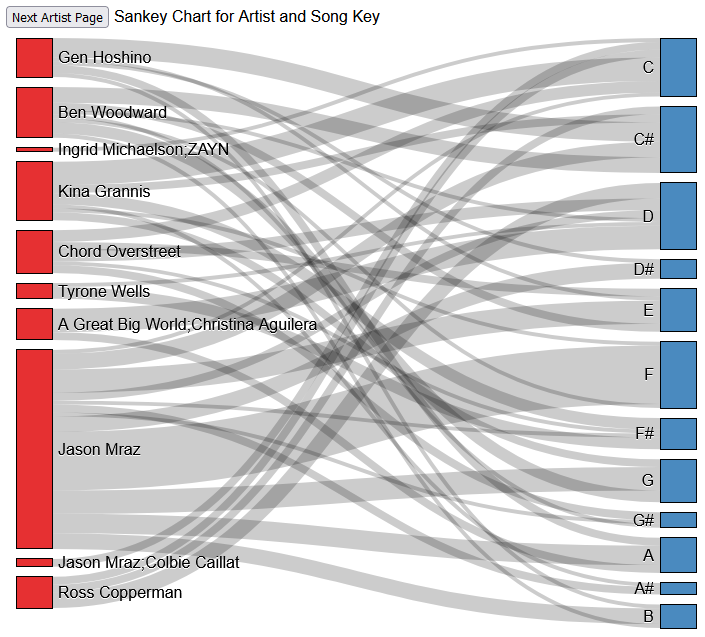 Next Artist Page Sankey Chart for Artist and Song Key
Gen Hoshino
Ben Woodward
Ingrid Michaelson;ZAYN
Kina Grannis
Chord Overstreet
Tyrone Wells
A Great Big World;Christina Aguilera
Jason Mraz
Jason Mraz;Colbie Caillat
Ross Copperman
C
C#
D
D#
E
F
F#
G
G#
A
A#
B